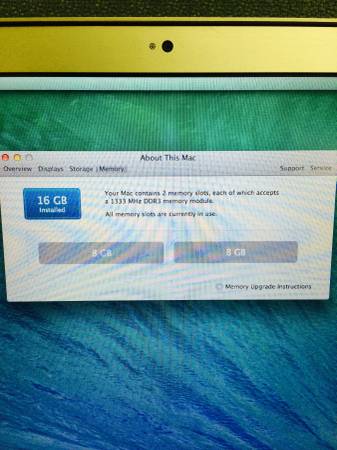 About This Mac
Overview Displays Storage Memory Support Service
16 GB
Installed
Your Mac contains 2 memory slots, each of which accepts
a 1333 MHz DDR3 memory module.
All memory slots are currently in use.
8 GB 8 GB
Memory Upgrade Instructions